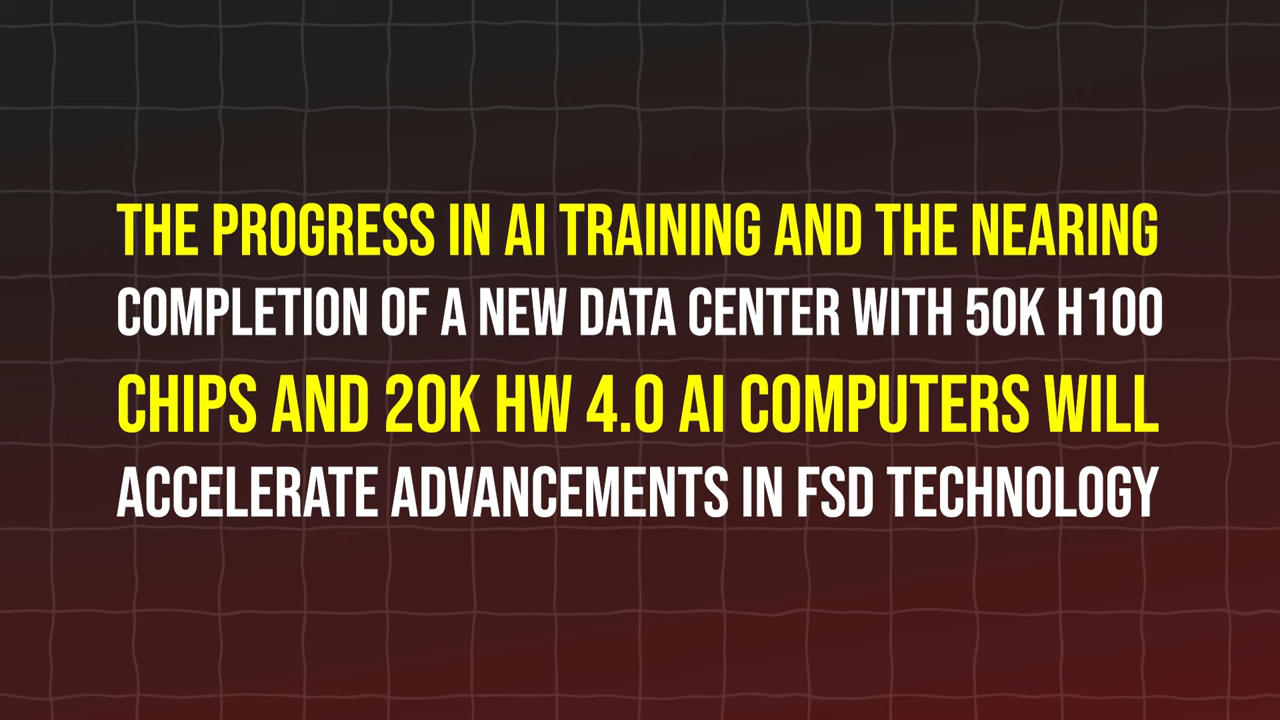 THE PROGRESS IN AI TRAINING AND THE NEARING
COMPLETION OF A NEW DATA CENTER WITH 50K H100
CHIPS AND 20K HW 4.0 AI COMPUTERS WILL
ACCELERATE ADVANCEMENTS IN FSD TECHNOLOGY